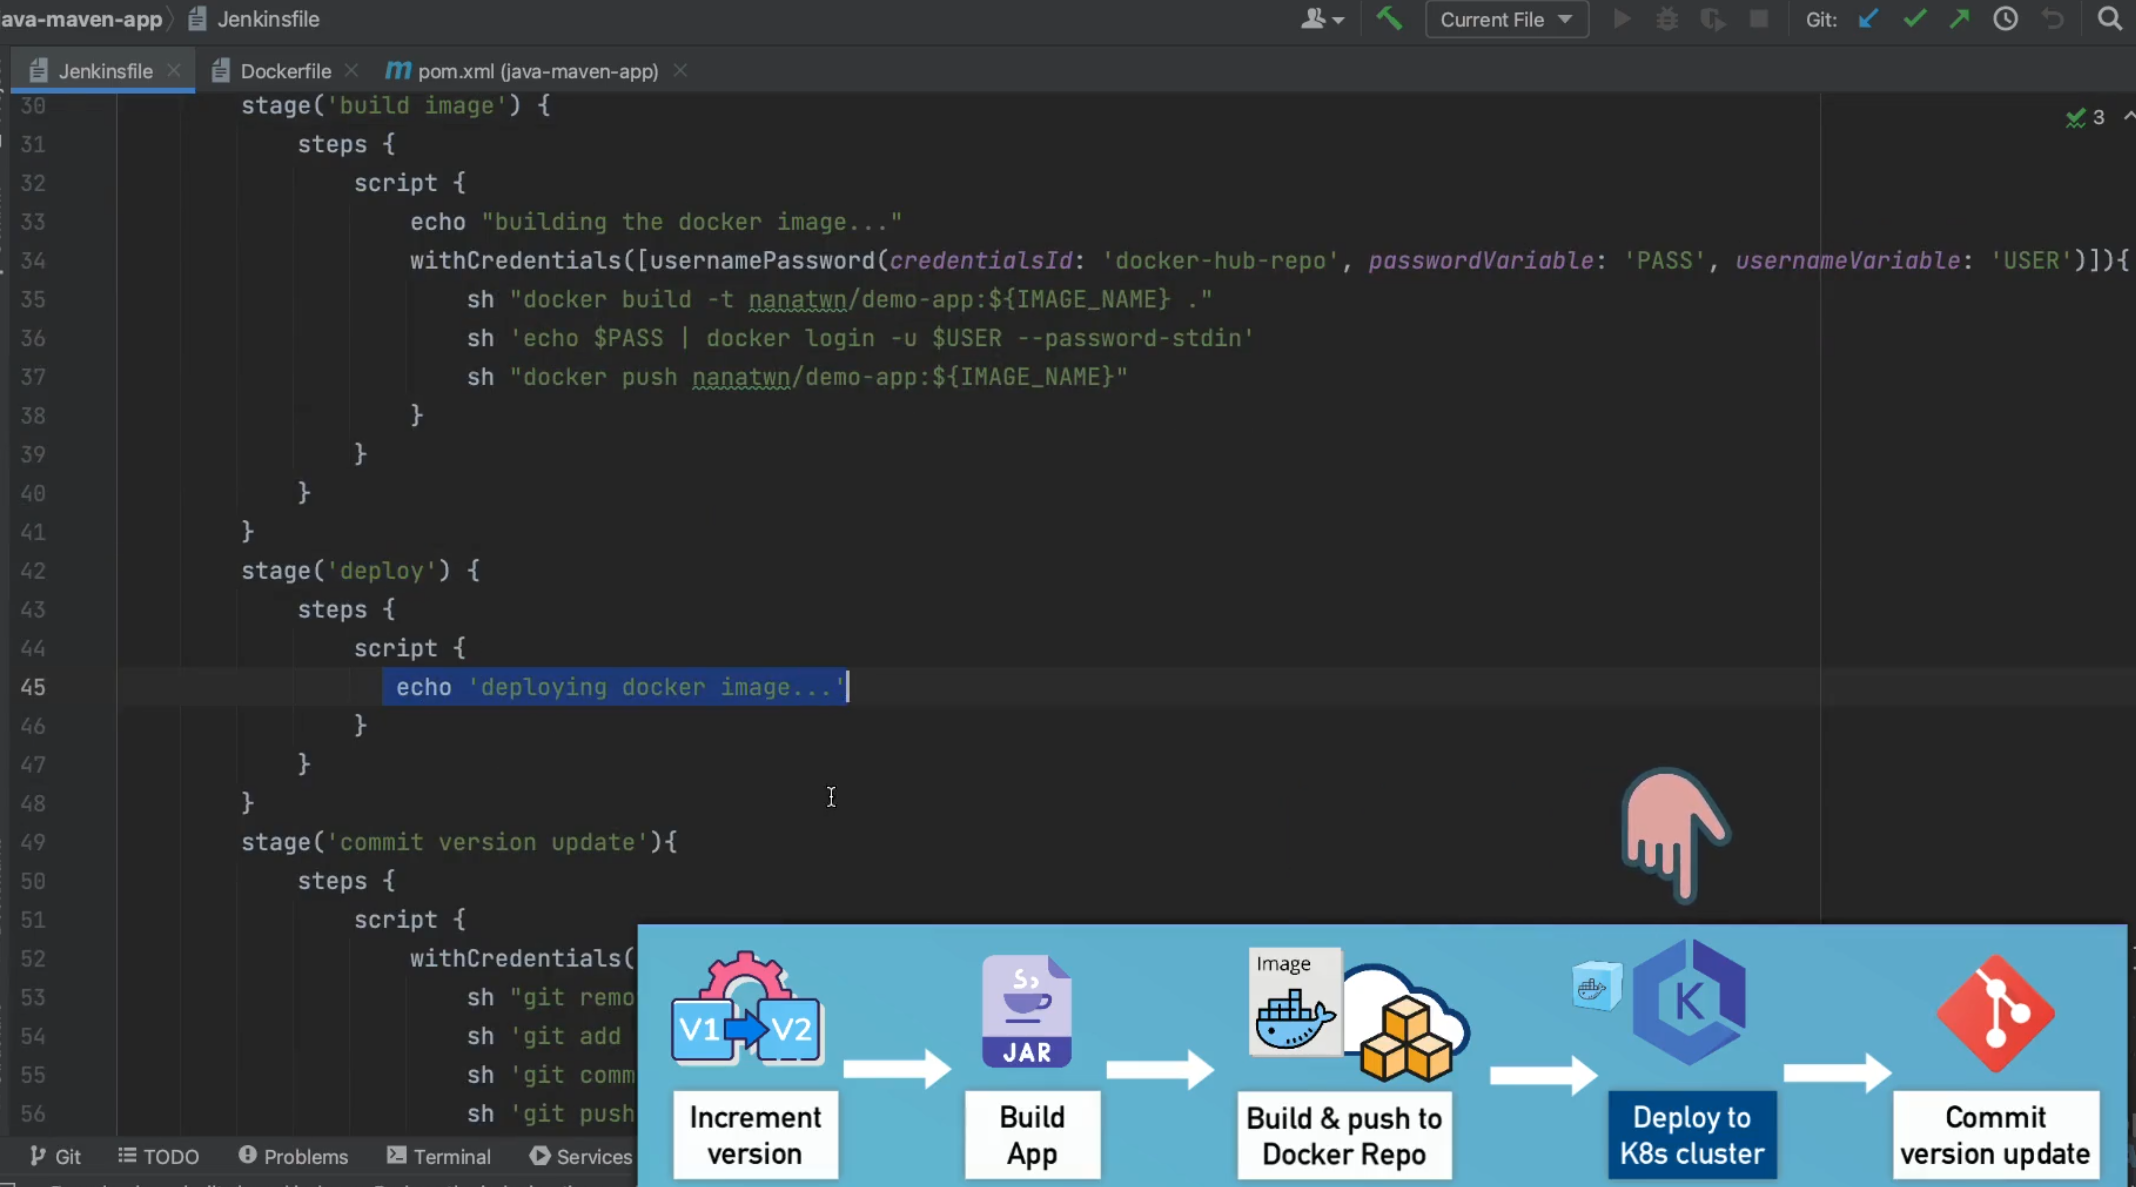 ava-maven-app Jenkinsfile
Current File Git:
Jenkinsfile Dockerfile m pom.xml (java-maven-app)
30 stage('build image') {
3
31 steps {
32 script {
33 echo "building the docker image..."
34 withCredentials([usernamePassword(credentialsId: 'docker-hub-repo', passwordVariable: 'PASS', usernameVariable: 'USER')]){
35 sh "docker build -t nanatwn/demo-app:${IMAGE_NAME} ."
36 sh 'echo $PASS | docker login -u $USER --password-stdin'
37 sh "docker push nanatwn/demo-app:${IMAGE_NAME}"
38 }
39 }
40 }
41 }
42 stage('deploy') {
43 steps {
44 script {
45 echo 'deploying docker image...'
46 }
47 }
48 }
49 stage('commit version update'){
50 steps {
51 script {
52 withCredentials(
53 sh "git remo
54 sh 'git add
55 sh 'git comm
56 sh 'git push
Git TODO Problems Terminal Services
V1 V2
JAR
Image
K
Increment
version
Build
App
Build & push to
Docker Repo
Deploy to
K8s cluster
Commit
version update